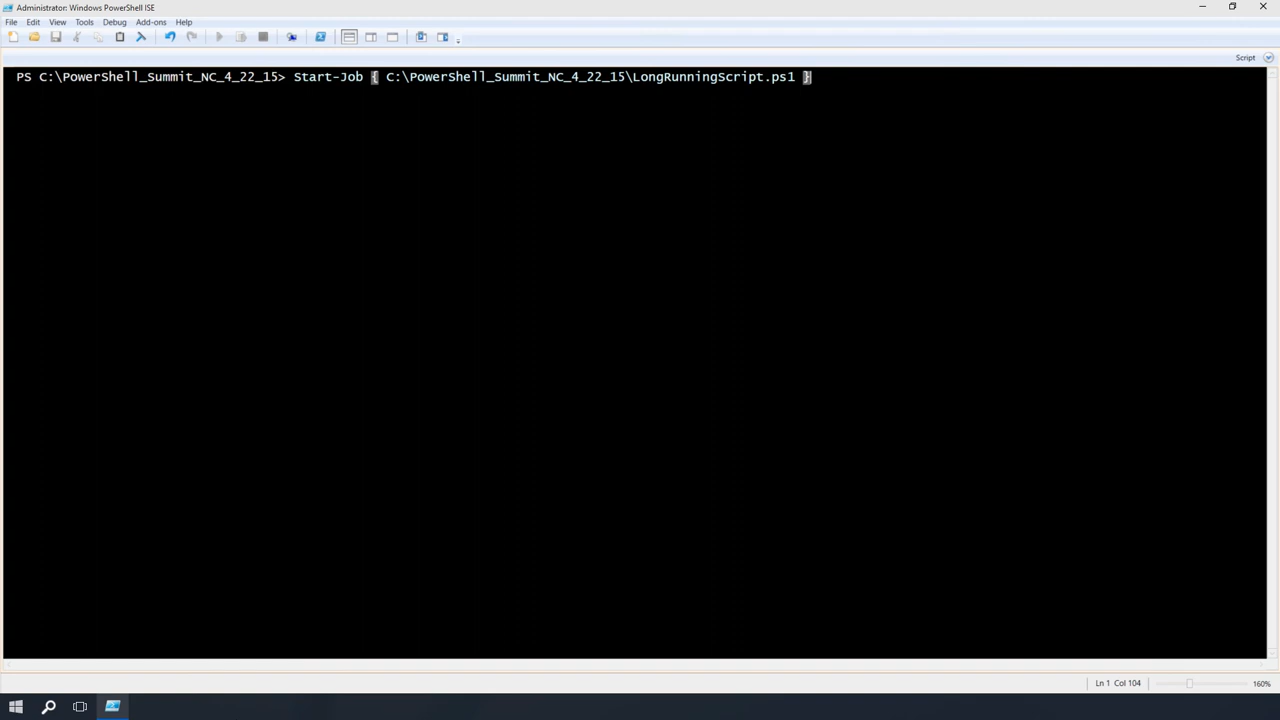 Administrator: Windows PowerShell ISE
File Edit View Tools Debug Add-ons Help
Script
PS C:\PowerShell_Summit_NC_4_22_15> Start-Job { C:\PowerShell_Summit_NC_4_22_15\LongRunningScript.ps1 }
Ln 1 Col 104 160%